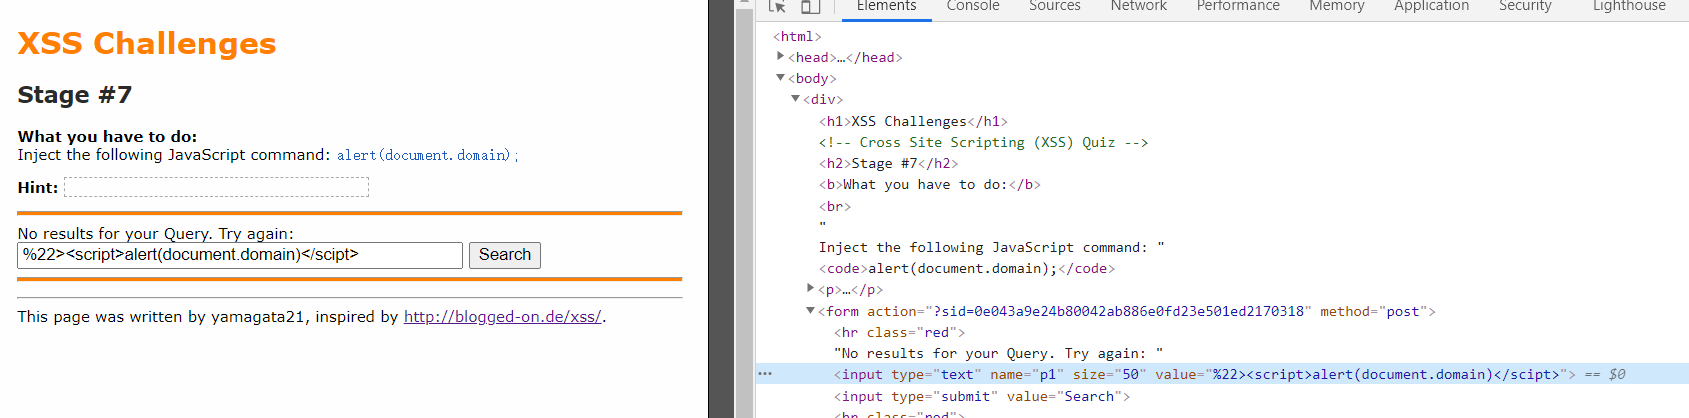 XSS Challenges
Stage #7
What you have to do:
Inject the following JavaScript command: alert(document.domain);
Hint:
No results for your Query. Try again:
%22><script>alert(document.domain)</scipt> Search
This page was written by yamagata21, inspired by http://blogged-on.de/xss/.
Elements Console Sources Network Performance Memory Application Security Lighthouse
<html>
<head>…</head>
<body>
<div>
<h1>XSS Challenges</h1>
<!-- Cross Site Scripting (XSS) Quiz -->
<h2>Stage #7</h2>
<b>What you have to do:</b>
<br>
"
Inject the following JavaScript command: "
<code>alert(document.domain);</code>
<p>…</p>
<form action="?sid=0e043a9e24b80042ab886e0fd23e501ed2170318" method="post">
<hr class="red">
"No results for your Query. Try again: "
<input type="text" name="p1" size="50" value="%22><script>alert(document.domain)</scipt>"> == $0
<input type="submit" value="Search">
<hr class="red">